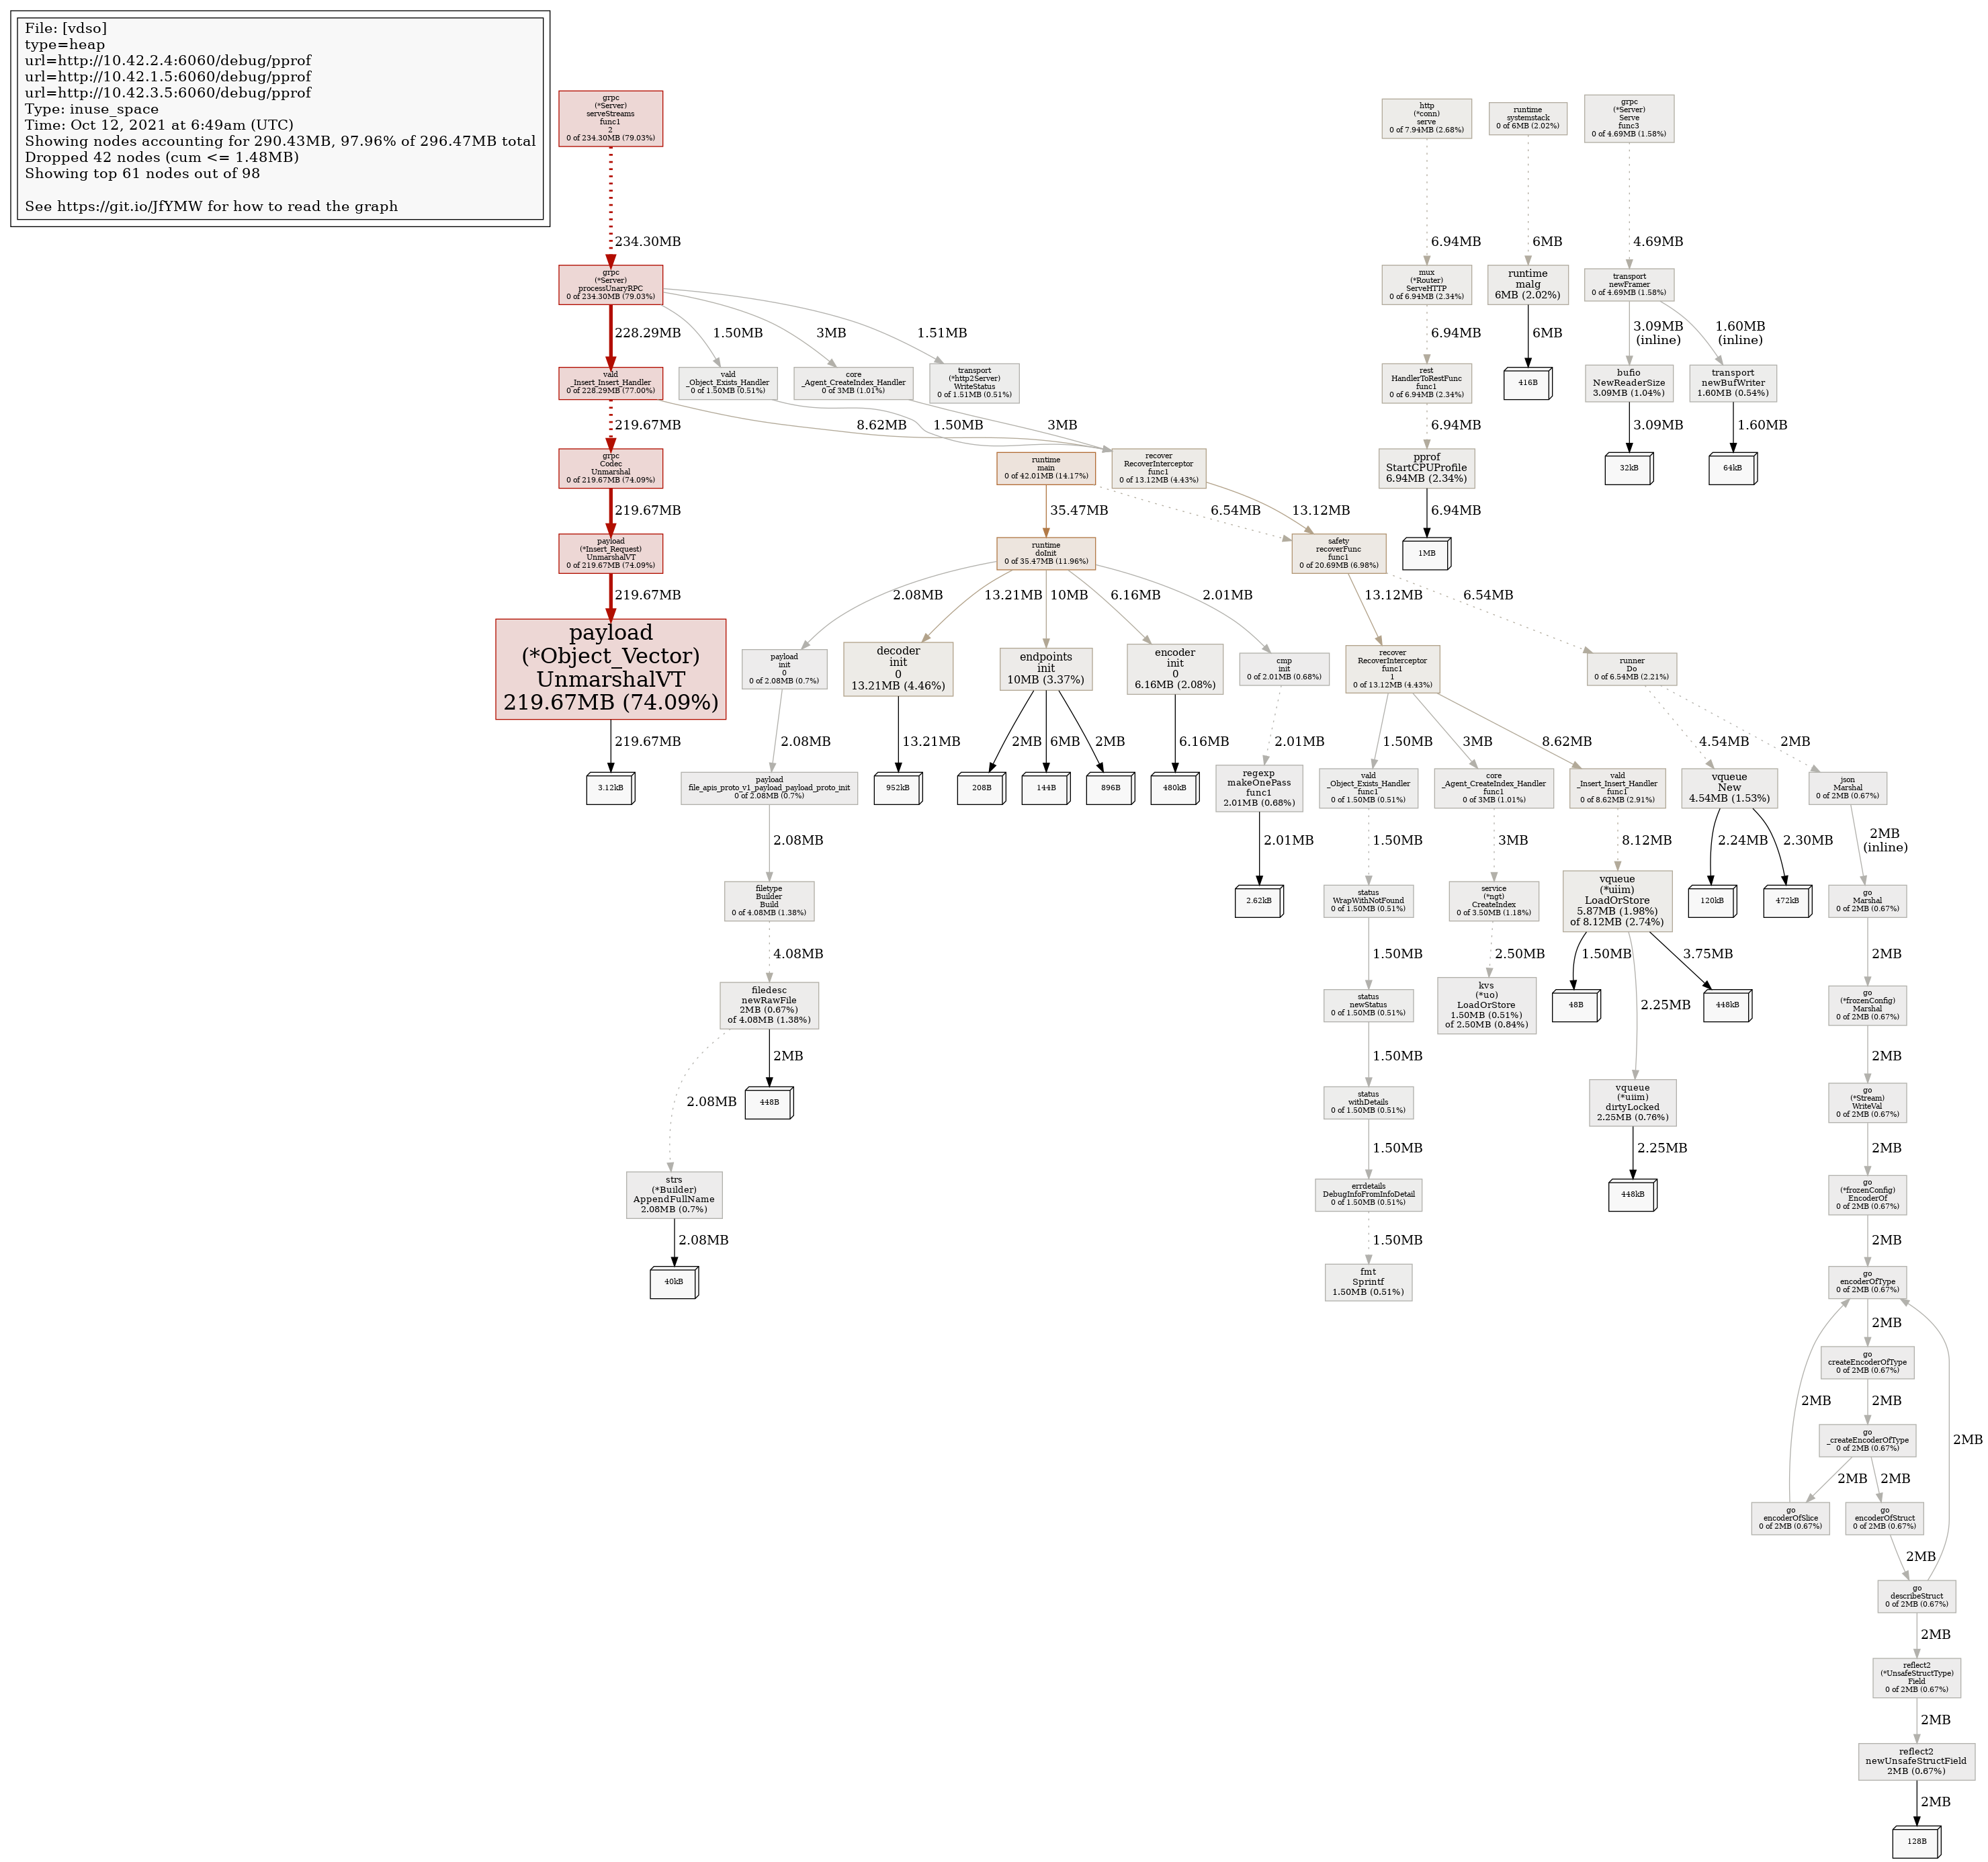 File: [vdso]
type=heap
url=http://10.42.2.4:6060/debug/pprof
url=http://10.42.1.5:6060/debug/pprof
url=http://10.42.3.5:6060/debug/pprof
Type: inuse_space
Time: Oct 12, 2021 at 6:49am (UTC)
Showing nodes accounting for 290.43MB, 97.96% of 296.47MB total
Dropped 42 nodes (cum <= 1.48MB)
Showing top 61 nodes out of 98
See https://git.io/JfYMW for how to read the graph
grpc
(*Server)
serveStreams
func1
2
0 of 234.30MB (79.03%)
http
(*conn)
serve
0 of 7.94MB (2.68%)
runtime
systemstack
0 of 6MB (2.02%)
grpc
(*Server)
Serve
func3
0 of 4.69MB (1.58%)
234.30MB
6.94MB
6MB
4.69MB
grpc
(*Server)
processUnaryRPC
0 of 234.30MB (79.03%)
mux
(*Router)
ServeHTTP
0 of 6.94MB (2.34%)
runtime
malg
6MB (2.02%)
transport
newFramer
0 of 4.69MB (1.58%)
228.29MB
1.50MB
3MB
1.51MB
6.94MB
6MB
3.09MB
(inline)
1.60MB
(inline)
vald
_Insert_Insert_Handler
0 of 228.29MB (77.00%)
vald
_Object_Exists_Handler
0 of 1.50MB (0.51%)
core
_Agent_CreateIndex_Handler
0 of 3MB (1.01%)
transport
(*http2Server)
WriteStatus
0 of 1.51MB (0.51%)
rest
HandlerToRestFunc
func1
0 of 6.94MB (2.34%)
416B
bufio
NewReaderSize
3.09MB (1.04%)
transport
newBufWriter
1.60MB (0.54%)
219.67MB
8.62MB
1.50MB
3MB
6.94MB
3.09MB
1.60MB
grpc
Codec
Unmarshal
0 of 219.67MB (74.09%)
runtime
main
0 of 42.01MB (14.17%)
recover
RecoverInterceptor
func1
0 of 13.12MB (4.43%)
pprof
StartCPUProfile
6.94MB (2.34%)
32kB
64kB
219.67MB
35.47MB
6.54MB
13.12MB
6.94MB
payload
(*Insert_Request)
UnmarshalVT
0 of 219.67MB (74.09%)
runtime
doInit
0 of 35.47MB (11.96%)
safety
recoverFunc
func1
0 of 20.69MB (6.98%)
1MB
219.67MB
2.08MB
13.21MB
10MB
6.16MB
2.01MB
13.12MB
6.54MB
payload
(*Object_Vector)
UnmarshalVT
219.67MB (74.09%)
payload
init
0
0 of 2.08MB (0.7%)
decoder
init
0
13.21MB (4.46%)
endpoints
init
10MB (3.37%)
encoder
init
0
6.16MB (2.08%)
cmp
init
0 of 2.01MB (0.68%)
recover
RecoverInterceptor
func1
1
0 of 13.12MB (4.43%)
runner
Do
0 of 6.54MB (2.21%)
219.67MB
2.08MB
13.21MB
2MB
6MB
2MB
6.16MB
2.01MB
1.50MB
3MB
8.62MB
4.54MB
2MB
3.12kB
payload
file_apis_proto_v1_payload_payload_proto_init
0 of 2.08MB (0.7%)
952kB
208B
144B
896B
480kB
regexp
makeOnePass
func1
2.01MB (0.68%)
vald
_Object_Exists_Handler
func1
0 of 1.50MB (0.51%)
core
_Agent_CreateIndex_Handler
func1
0 of 3MB (1.01%)
vald
_Insert_Insert_Handler
func1
0 of 8.62MB (2.91%)
vqueue
New
4.54MB (1.53%)
json
Marshal
0 of 2MB (0.67%)
2.08MB
2.01MB
1.50MB
3MB
8.12MB
2.24MB
2.30MB
2MB
(inline)
filetype
Builder
Build
0 of 4.08MB (1.38%)
2.62kB
status
WrapWithNotFound
0 of 1.50MB (0.51%)
service
(*ngt)
CreateIndex
0 of 3.50MB (1.18%)
vqueue
(*uiim)
LoadOrStore
5.87MB (1.98%)
of 8.12MB (2.74%)
120kB
472kB
go
Marshal
0 of 2MB (0.67%)
4.08MB
1.50MB
2.50MB
1.50MB
2.25MB
3.75MB
2MB
filedesc
newRawFile
2MB (0.67%)
of 4.08MB (1.38%)
status
newStatus
0 of 1.50MB (0.51%)
kvs
(*uo)
LoadOrStore
1.50MB (0.51%)
of 2.50MB (0.84%)
48B
448kB
go
(*frozenConfig)
Marshal
0 of 2MB (0.67%)
2.08MB
2MB
1.50MB
2MB
448B
status
withDetails
0 of 1.50MB (0.51%)
vqueue
(*uiim)
dirtyLocked
2.25MB (0.76%)
go
(*Stream)
WriteVal
0 of 2MB (0.67%)
1.50MB
2.25MB
2MB
strs
(*Builder)
AppendFullName
2.08MB (0.7%)
errdetails
DebugInfoFromInfoDetail
0 of 1.50MB (0.51%)
448kB
go
(*frozenConfig)
EncoderOf
0 of 2MB (0.67%)
2.08MB
1.50MB
2MB
40kB
fmt
Sprintf
1.50MB (0.51%)
go
encoderOfType
0 of 2MB (0.67%)
2MB
go
createEncoderOfType
0 of 2MB (0.67%)
2MB
2MB
2MB
go
_createEncoderOfType
0 of 2MB (0.67%)
2MB
2MB
go
encoderOfSlice
0 of 2MB (0.67%)
go
encoderOfStruct
0 of 2MB (0.67%)
2MB
go
describeStruct
0 of 2MB (0.67%)
2MB
reflect2
(*UnsafeStructType)
Field
0 of 2MB (0.67%)
2MB
reflect2
newUnsafeStructField
2MB (0.67%)
2MB
128B